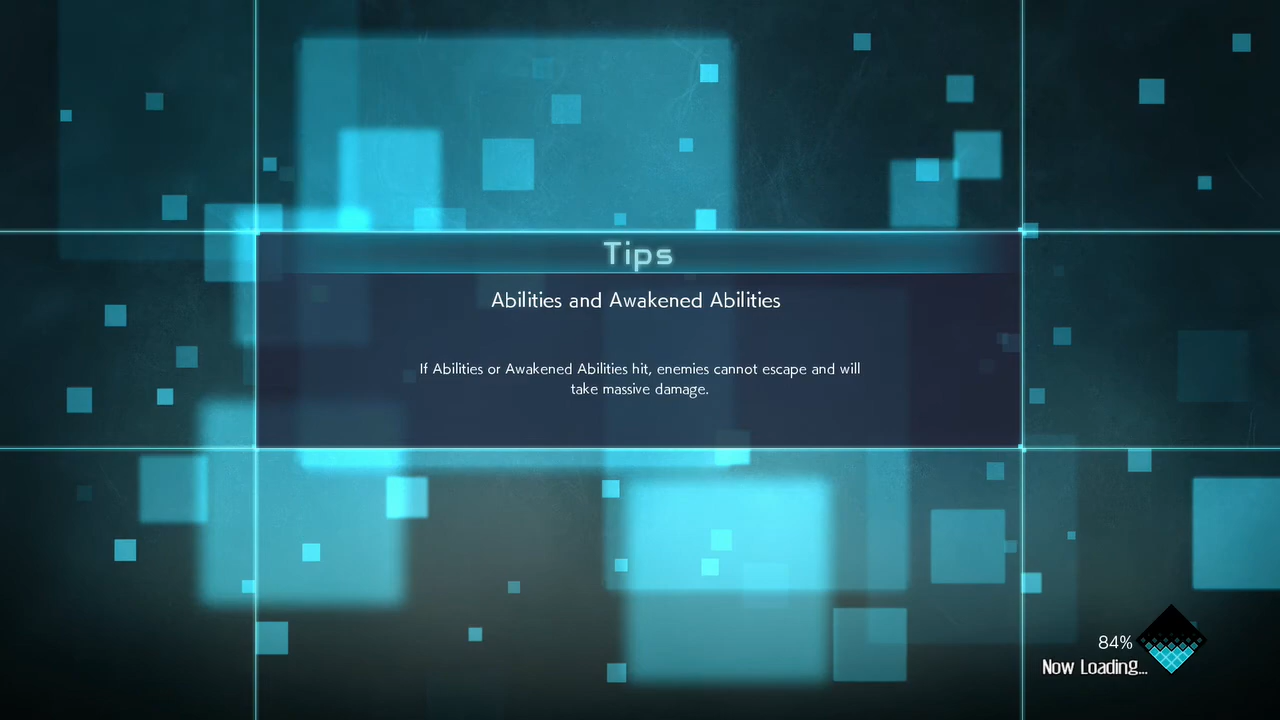 Tips
Abilities and Awakened Abilities
If Abilities or Awakened Abilities hit, enemies cannot escape and will
take massive damage.
84%
Now Loading...